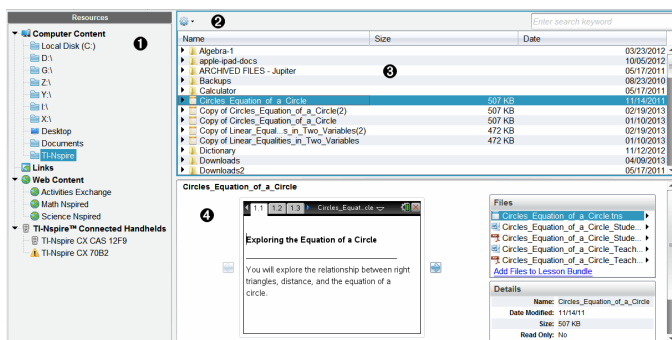 Resources
Computer Content
Local Disk (C:)
D:\
G:\
Z:\
Y:\
I:\
X:\
Desktop
Documents
TI-Nspire
Links
Web Content
Activities Exchange
Math Nspired
Science Nspired
TI-Nspire™ Connected Handhelds
TI-Nspire CX CAS 12F9
TI-Nspire CX 70B2
1
2
Enter search keyword
Name Size Date
Algebra-1 03/23/2012
apple-ipad-docs 10/05/2012
ARCHIVED FILES - Jupiter 05/17/2011
3
Backups 08/23/2010
Calculator 05/17/2011
Circles_Equation_of_a_Circle 507 KB 11/14/2011
Copy of Circles_Equation_of_a_Circle(2) 507 KB 02/19/2013
Copy of Circles_Equation_of_a_Circle 507 KB 01/10/2013
Copy of Linear_Equal...s_in_Two_Variables(2) 472 KB 02/19/2013
Copy of Linear_Equalities_in_Two_Variables 472 KB 01/10/2013
Dictionary 11/12/2012
Downloads 04/09/2013
Downloads2 05/17/2011
Circles_Equation_of_a_Circle
4
1.1 1.2 1.3 Circles_Equat...cle
Exploring the Equation of a Circle
You will explore the relationship between right
triangles, distance, and the equation of a
circle.
Files
Circles_Equation_of_a_Circle.tns
Circles_Equation_of_a_Circle_Stude...
Circles_Equation_of_a_Circle_Stude...
Circles_Equation_of_a_Circle_Teach...
Circles_Equation_of_a_Circle_Teach...
Add Files to Lesson Bundle
Details
Name: Circles_Equation_of_a_Circle
Date Modified: 11/14/11
Size: 507 KB
Read Only: No